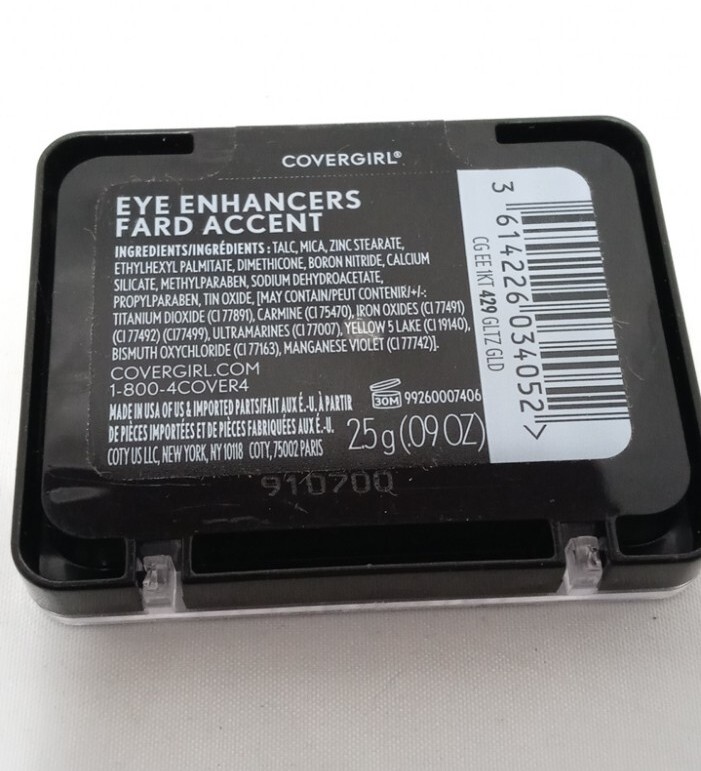 COVERGIRL®
EYE ENHANCERS
FARD ACCENT
INGREDIENTS/INGRÉDIENTS : TALC, MICA, ZINC STEARATE,
ETHYLHEXYL PALMITATE, DIMETHICONE, BORON NITRIDE, CALCIUM
SILICATE, METHYLPARABEN, SODIUM DEHYDROACETATE,
PROPYLPARABEN, TIN OXIDE, [MAY CONTAIN/PEUT CONTENIR/+/-:
TITANIUM DIOXIDE (CI 77891), CARMINE (CI 75470), IRON OXIDES (CI 77491)
(CI 77492) (CI77499), ULTRAMARINES (CI 77007), YELLOW 5 LAKE (CI 19140),
BISMUTH OXYCHLORIDE (CI 77163), MANGANESE VIOLET (CI 77742)].
COVERGIRL.COM
1-800-4COVER4
MADE IN USA OF US & IMPORTED PARTS/FAIT AUX É.-U. À PARTIR
DE PIÈCES IMPORTÉES ET DE PIÈCES FABRIQUÉES AUX É.-U.
COTY US LLC, NEW YORK, NY 10118 COTY, 75002 PARIS
30M 99260007406
2.5 g (.09 OZ)
CG EE 1KT 429 GLTZ GLD
3 614226 034052 >
910700